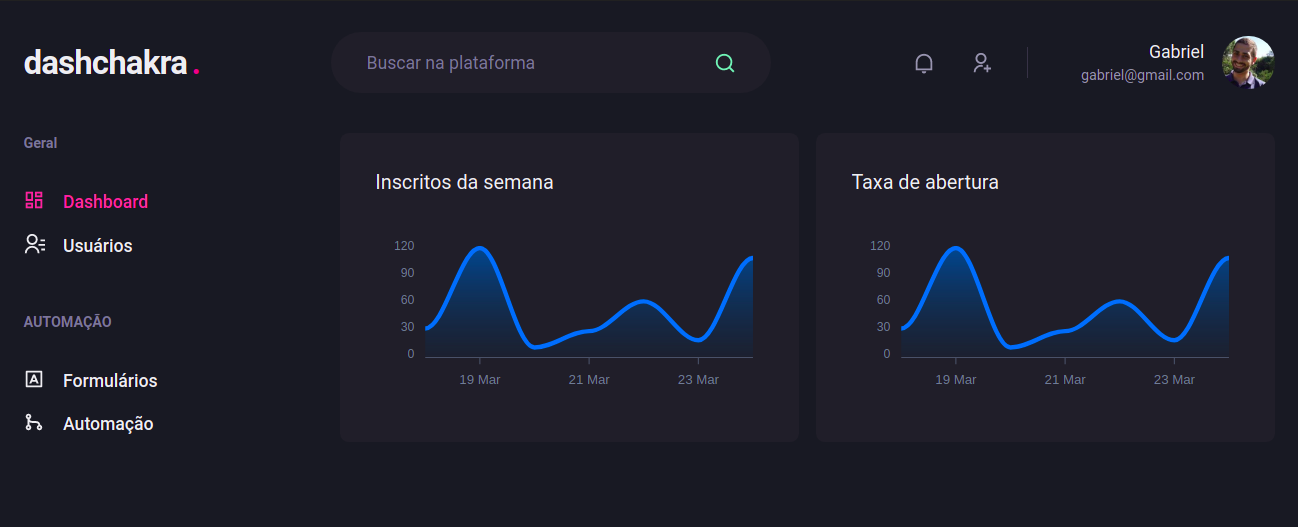 dashchakra.
Buscar na plataforma
Gabriel
gabriel@gmail.com
Geral
Dashboard
Usuários
AUTOMAÇÃO
Formulários
Automação
Inscritos da semana
120
90
60
30
0
19 Mar 21 Mar 23 Mar
Taxa de abertura
120
90
60
30
0
19 Mar 21 Mar 23 Mar